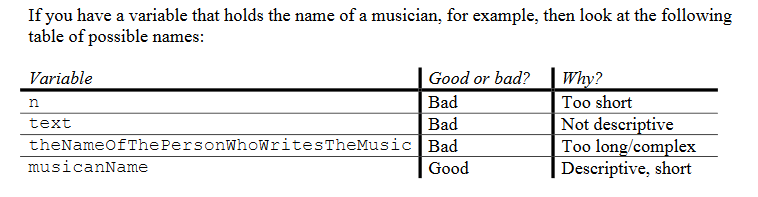 If you have a variable that holds the name of a musician, for example, then look at the following
table of possible names:
Variable Good or bad? Why?
n Bad Too short
text Bad Not descriptive
theNameOfThePersonWhoWritesTheMusic Bad Too long/complex
musicanName Good Descriptive, short